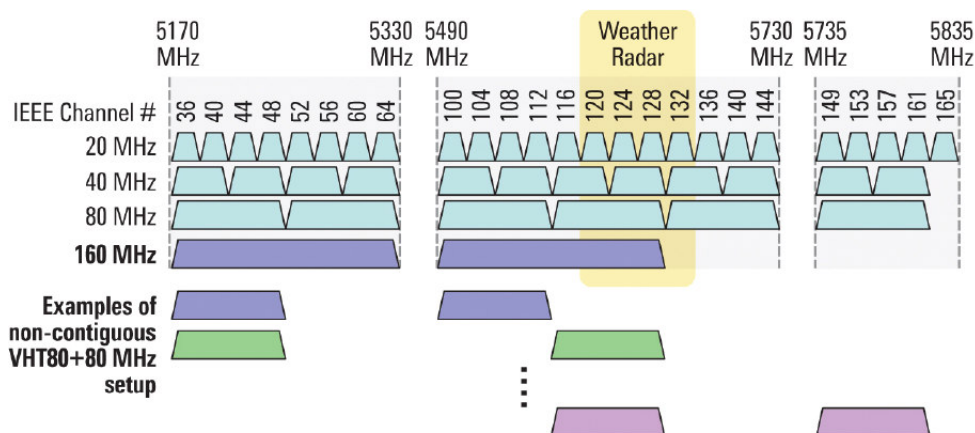 5170 MHz
5330 MHz
5490 MHz
Weather Radar
5730 MHz
5735 MHz
5835 MHz
IEEE Channel # 36 40 44 48 52 56 60 64 100 104 108 112 116 120 124 128 132 136 140 144 149 153 157 161 165
20 MHz
40 MHz
80 MHz
160 MHz
Examples of
non-contiguous
VHT80+80 MHz
setup